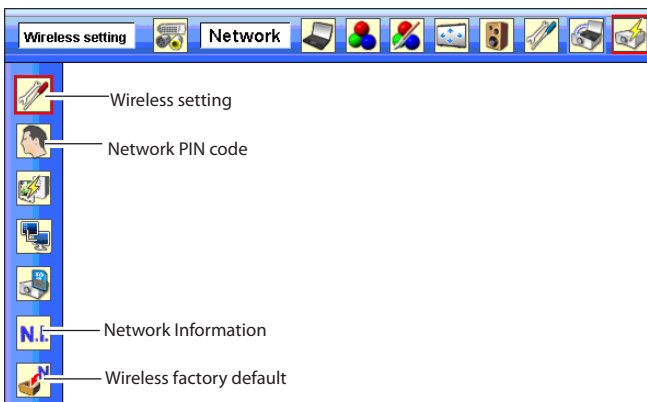 Wireless setting Network
Wireless setting
Network PIN code
N.i.
Network Information
N
Wireless factory default